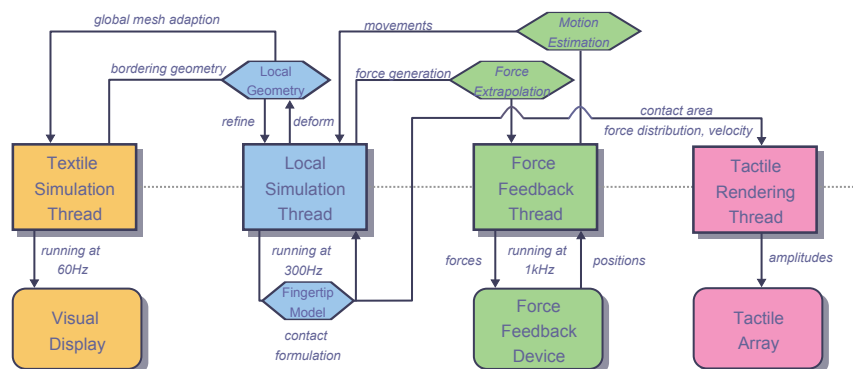 global mesh adaption
movements
Motion
Estimation
bordering geometry
Local
Geometry
force generation
Force
Extrapolation
refine
deform
contact area
force distribution, velocity
Textile
Simulation
Thread
Local
Simulation
Thread
Force
Feedback
Thread
Tactile
Rendering
Thread
running at
60Hz
running at
300Hz
forces
running at
1kHz
positions
amplitudes
Fingertip
Model
contact
formulation
Visual
Display
Force
Feedback
Device
Tactile
Array